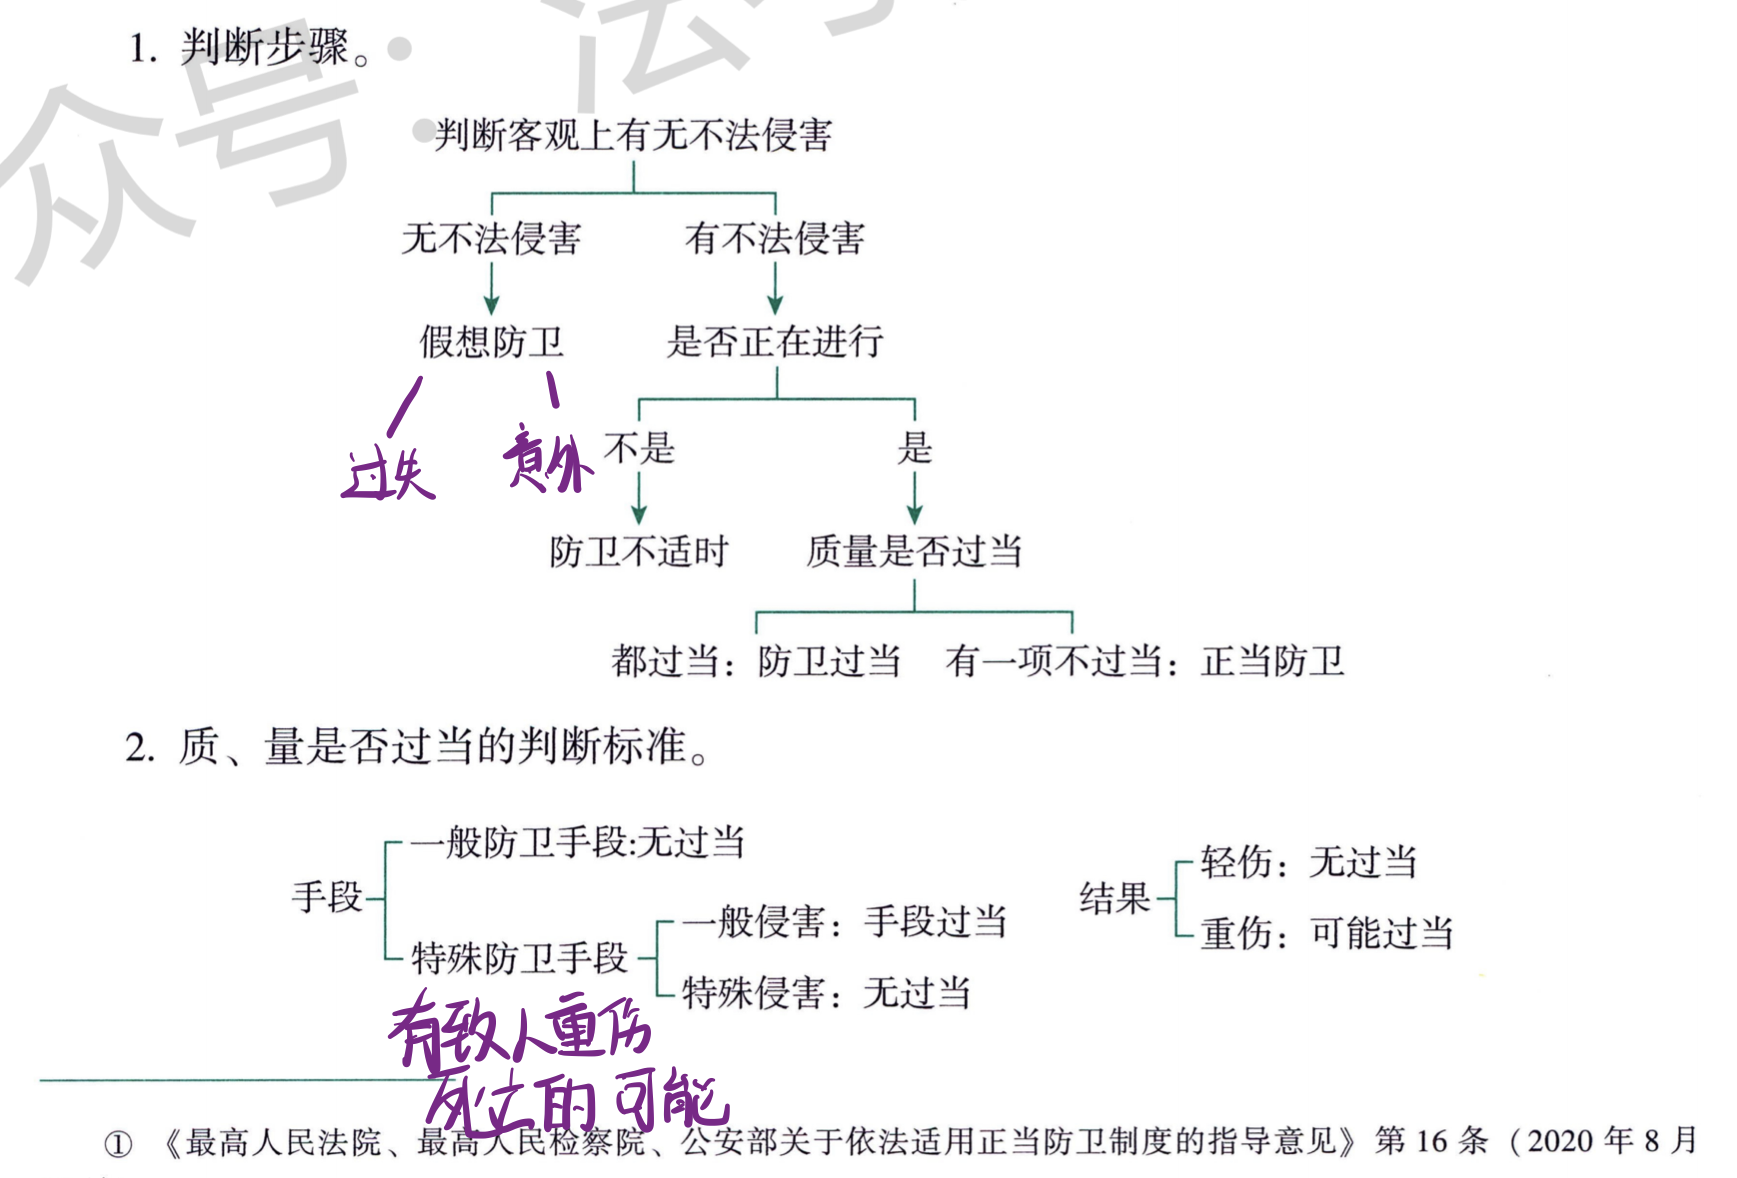 众号：法考
1. 判断步骤。
判断客观上有无不法侵害
无不法侵害 有不法侵害
假想防卫 是否正在进行
过失 意外 不是 是
防卫不适时 质量是否过当
都过当：防卫过当 有一项不过当：正当防卫
2. 质、量是否过当的判断标准。
一般防卫手段:无过当
轻伤：无过当
手段 结果
一般侵害：手段过当
重伤：可能过当
特殊防卫手段
特殊侵害：无过当
有致人重伤
死亡的可能
① 《最高人民法院、最高人民检察院、公安部关于依法适用正当防卫制度的指导意见》第 16 条（2020 年 8 月